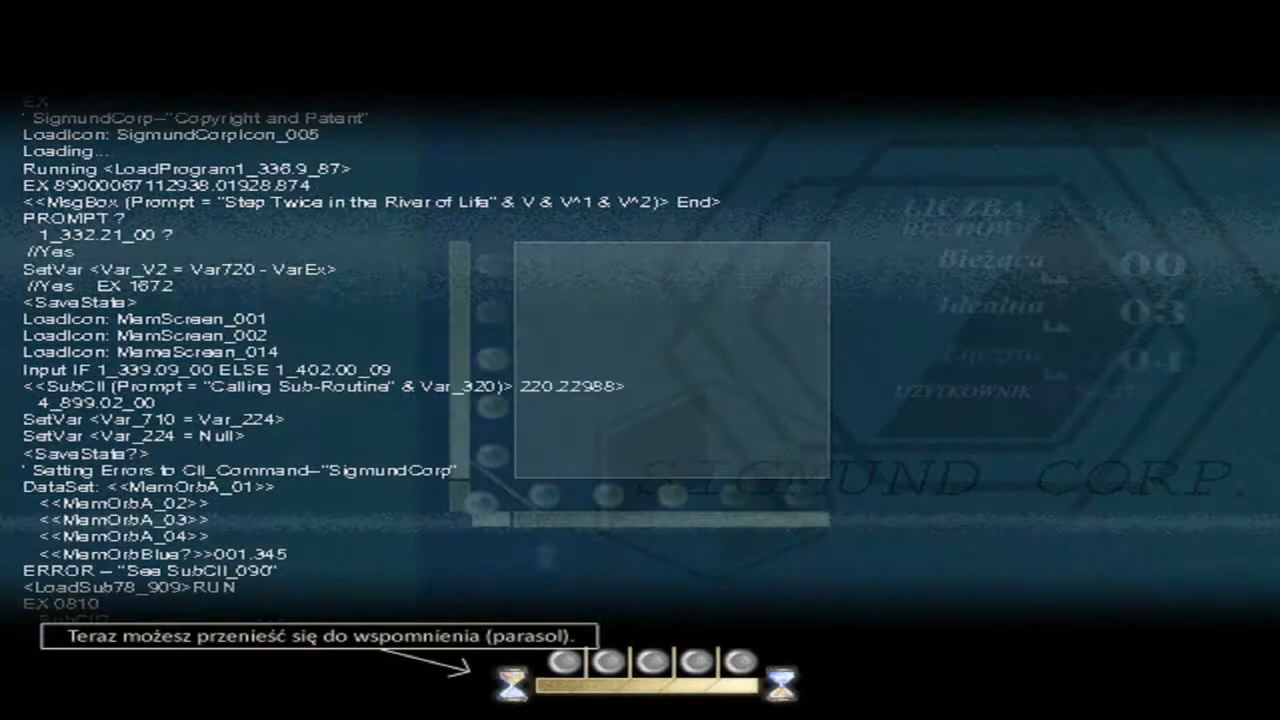 EX
' SigmundCorp-"Copyright and Patent"
LoadIcon: SigmundCorpIcon_005
Loading...
Running <LoadProgram1_336.9_87>
EX 89000067112938.01928.874
<<MsgBox (Prompt = "Step Twice in the River of Life" & V & V^1 & V^2)> End>
PROMPT ?
1_332.21_00 ?
//Yes
SetVar <Var_V2 = Var720 - VarEx>
//Yes EX 1672
<SaveState>
LoadIcon: MemScreen_001
LoadIcon: MemScreen_002
LoadIcon: MemeScreen_014
Input IF 1_339.09_00 ELSE 1_402.00_09
<<SubCll (Prompt = "Calling Sub-Routine" & Var_320)> 220.22988>
4_899.02_00
SetVar <Var_710 = Var_224>
SetVar <Var_224 = Null>
<SaveState?>
' Setting Errors to Cll_Command-"SigmundCorp"
DataSet: <<MemOrbA_01>>
<<MemOrbA_02>>
<<MemOrbA_03>>
<<MemOrbA_04>>
<<MemOrbBlue?>>001.345
ERROR - "See SubCll_090"
<LoadSub78_909>RUN
EX 0810
LICZBA
RUCHÓW:
Bieżąca 00
Idealna 03
04
UŻYTKOWNIK
SIGMUND CORP.
Teraz możesz przenieść się do wspomnienia (parasol).